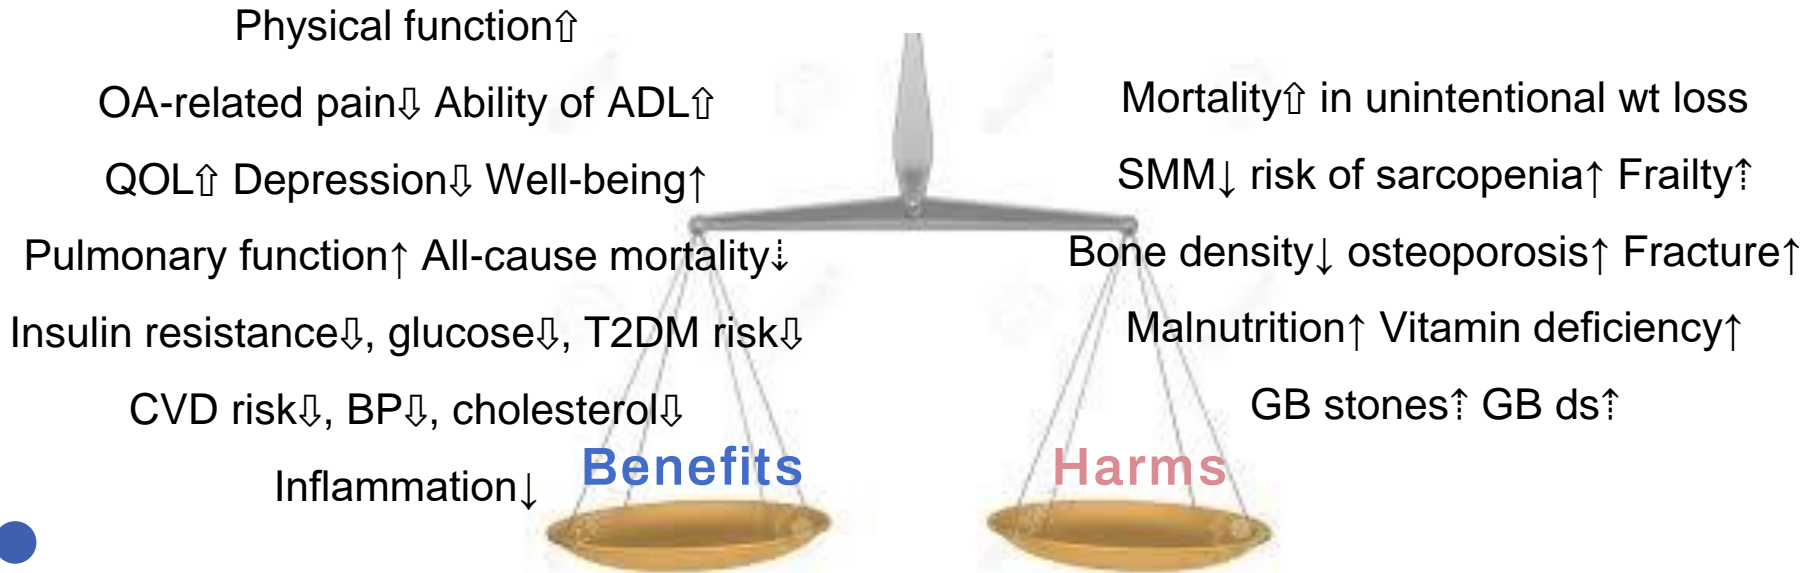 Physical function⇧
OA-related pain⇩ Ability of ADL⇧
QOL⇧ Depression⇩ Well-being↑
Pulmonary function↑ All-cause mortality⇣
Insulin resistance⇩, glucose⇩, T2DM risk⇩
CVD risk⇩, BP⇩, cholesterol⇩
Inflammation↓
Benefits
Mortality⇧ in unintentional wt loss
SMM↓ risk of sarcopenia↑ Frailty⇡
Bone density↓ osteoporosis↑ Fracture↑
Malnutrition↑ Vitamin deficiency↑
GB stones⇡ GB ds⇡
Harms